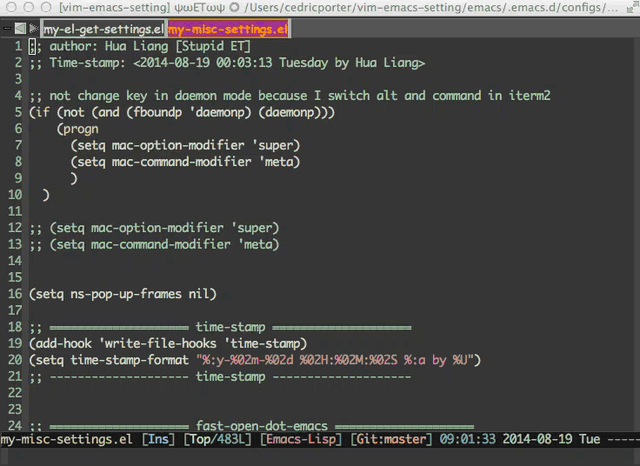 [vim-emacs-setting] ψωETωψ /Users/cedricporter/vim-emacs-setting/emacs/.emacs.d/configs/
my-el-get-settings.el my-misc-settings.el
1 ;; author: Hua Liang [Stupid ET]
2 ;; Time-stamp: <2014-08-19 00:03:13 Tuesday by Hua Liang>
3
4 ;; not change key in daemon mode because I switch alt and command in iterm2
5 (if (not (and (fboundp 'daemonp) (daemonp)))
6 (progn
7 (setq mac-option-modifier 'super)
8 (setq mac-command-modifier 'meta)
9 )
10 )
11
12 ;; (setq mac-option-modifier 'super)
13 ;; (setq mac-command-modifier 'meta)
14
15
16 (setq ns-pop-up-frames nil)
17
18 ;; ==================== time-stamp ====================
19 (add-hook 'write-file-hooks 'time-stamp)
20 (setq time-stamp-format "%:y-%02m-%02d %02H:%02M:%02S %:a by %U")
21 ;; -------------------- time-stamp --------------------
22
23
24 ;; ==================== fast-open-dot-emacs ====================
my-misc-settings.el [Ins] [Top/483L] [Emacs-Lisp] [Git:master] 09:01:33 2014-08-19 Tue -----